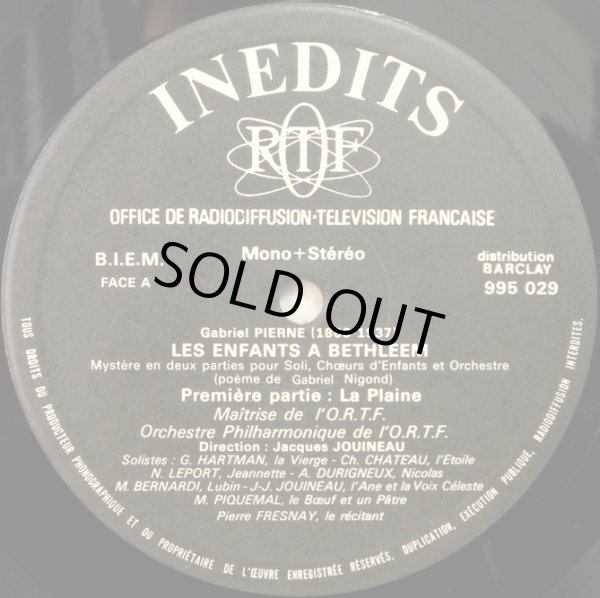 INEDITS
RTF
OFFICE DE RADIODIFFUSION-TELEVISION FRANCAISE
B.I.E.M.
Mono+Stéréo
distribution
BARCLAY
FACE A
995 029
SOLD OUT
Gabriel PIERNE 1937)
LES ENFANTS A BETHLEEM
Mystère en deux parties pour Soli, Chœurs d'Enfants et Orchestre
(poème de Gabriel Nigond)
Première partie : La Plaine
Maîtrise de l'O.R.T.F.
Orchestre Philharmonique de l'O.R.T.F.
Direction : Jacques JOUINEAU
Solistes : G. HARTMAN, la Vierge - Ch. CHATEAU, l'Etoile
N. LEPORT, Jeannette - A. DURIGNEUX, Nicolas
M. BERNARDI, Lubin - J-J. JOUINEAU, l'Ane et la Voix Céleste
M. PIQUEMAL, le Bœuf et un Pâtre
Pierre FRESNAY, le récitant
TOUS DROITS DU PRODUCTEUR PHONOGRAPHIQUE ET DU PROPRIÉTAIRE DE L'ŒUVRE ENREGISTRÉE RÉSERVÉS. DUPLICATION, EXÉCUTION PUBLIQUE, RADIODIFFUSION INTERDITES.